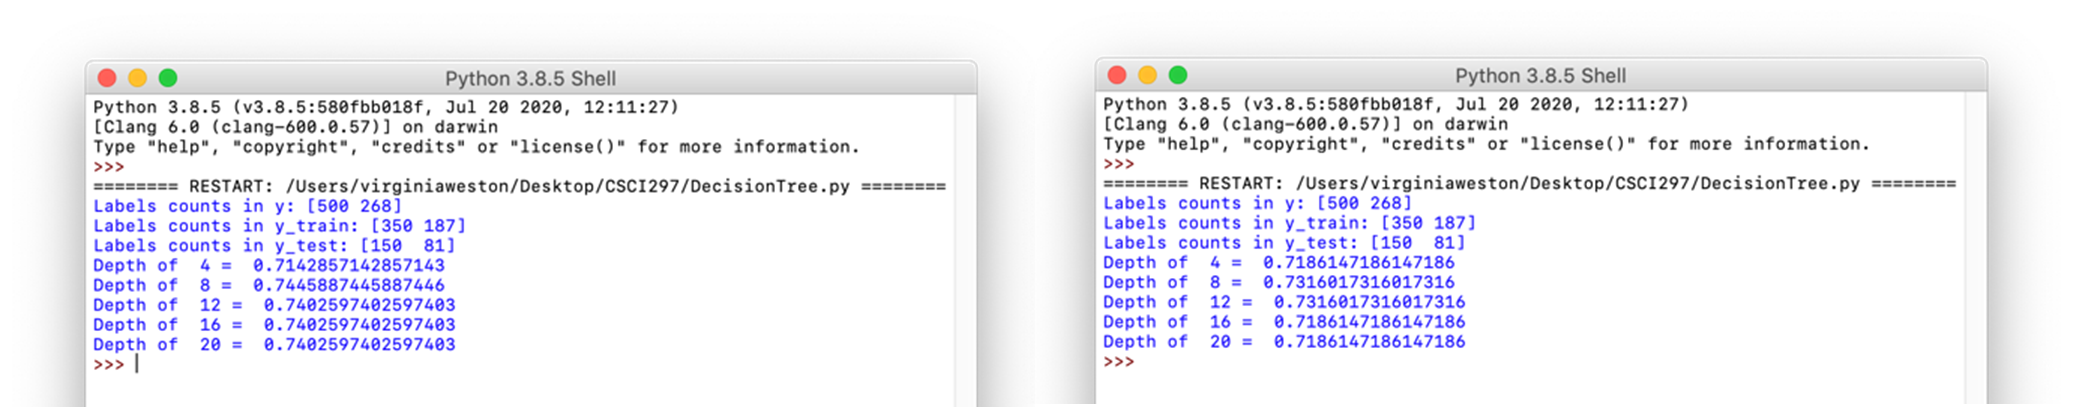 Python 3.8.5 Shell
Python 3.8.5 (v3.8.5:580fbb018f, Jul 20 2020, 12:11:27)
[Clang 6.0 (clang-600.0.57)] on darwin
Type "help", "copyright", "credits" or "license()" for more information.
>>>
======== RESTART: /Users/virginiaweston/Desktop/CSCI297/DecisionTree.py ========
Labels counts in y: [500 268]
Labels counts in y_train: [350 187]
Labels counts in y_test: [150  81]
Depth of  4 =  0.7142857142857143
Depth of  8 =  0.7445887445887446
Depth of  12 =  0.7402597402597403
Depth of  16 =  0.7402597402597403
Depth of  20 =  0.7402597402597403
>>>
Python 3.8.5 Shell
Python 3.8.5 (v3.8.5:580fbb018f, Jul 20 2020, 12:11:27)
[Clang 6.0 (clang-600.0.57)] on darwin
Type "help", "copyright", "credits" or "license()" for more information.
>>>
======== RESTART: /Users/virginiaweston/Desktop/CSCI297/DecisionTree.py ========
Labels counts in y: [500 268]
Labels counts in y_train: [350 187]
Labels counts in y_test: [150  81]
Depth of  4 =  0.7186147186147186
Depth of  8 =  0.7316017316017316
Depth of  12 =  0.7316017316017316
Depth of  16 =  0.7186147186147186
Depth of  20 =  0.7186147186147186
>>>